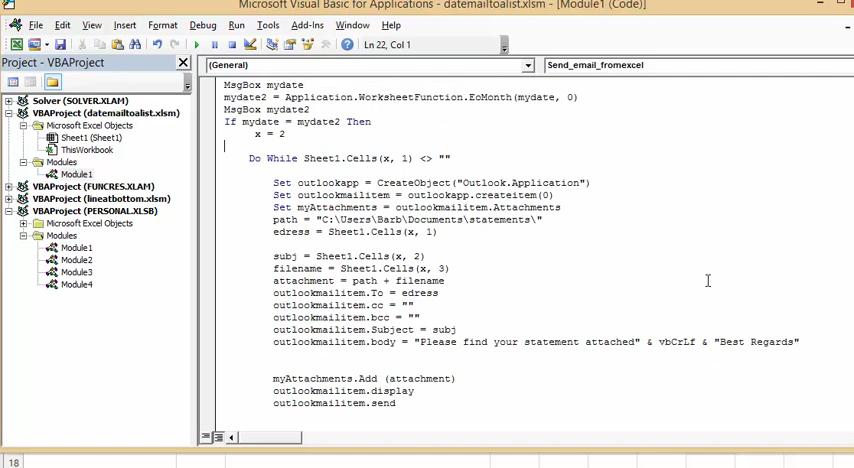 Microsoft Visual Basic for Applications - datemailtoalist.xlsm - [Module1 (Code)]
File Edit View Insert Format Debug Run Tools Add-Ins Window Help
Ln 22, Col 1
Project - VBAProject
(General)
Send_email_fromexcel
Solver (SOLVER.XLAM)
VBAProject (datemailtoalist.xlsm)
Microsoft Excel Objects
Sheet1 (Sheet1)
ThisWorkbook
Modules
Module1
VBAProject (FUNCRES.XLAM)
VBAProject (lineatbottom.xlsm)
VBAProject (PERSONAL.XLSB)
Microsoft Excel Objects
Modules
Module1
Module2
Module3
Module4
MsgBox mydate
mydate2 = Application.WorksheetFunction.EoMonth(mydate, 0)
MsgBox mydate2
If mydate = mydate2 Then
x = 2
Do While Sheet1.Cells(x, 1) <> ""
Set outlookapp = CreateObject("Outlook.Application")
Set outlookmailitem = outlookapp.createitem(0)
Set myAttachments = outlookmailitem.Attachments
path = "C:\Users\Barb\Documents\statements\"
edress = Sheet1.Cells(x, 1)
subj = Sheet1.Cells(x, 2)
filename = Sheet1.Cells(x, 3)
attachment = path + filename
outlookmailitem.To = edress
outlookmailitem.cc = ""
outlookmailitem.bcc = ""
outlookmailitem.Subject = subj
outlookmailitem.body = "Please find your statement attached" & vbCrLf & "Best Regards"
myAttachments.Add (attachment)
outlookmailitem.display
outlookmailitem.send
18